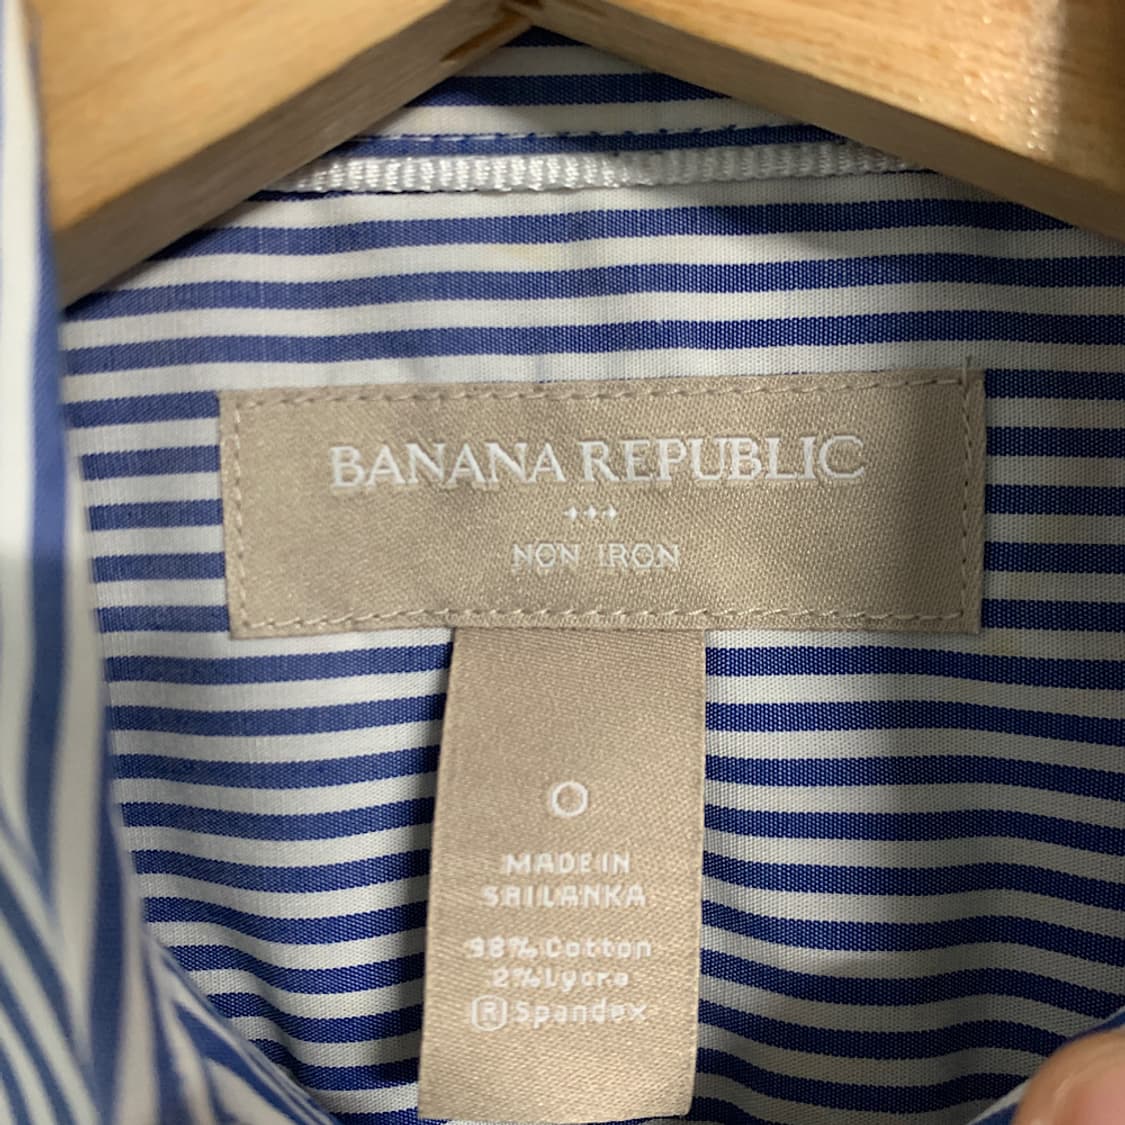 BANANA REPUBLIC
NON IRON
0
MADE IN
SRI LANKA
98% Cotton
2% Lycra
® Spandex